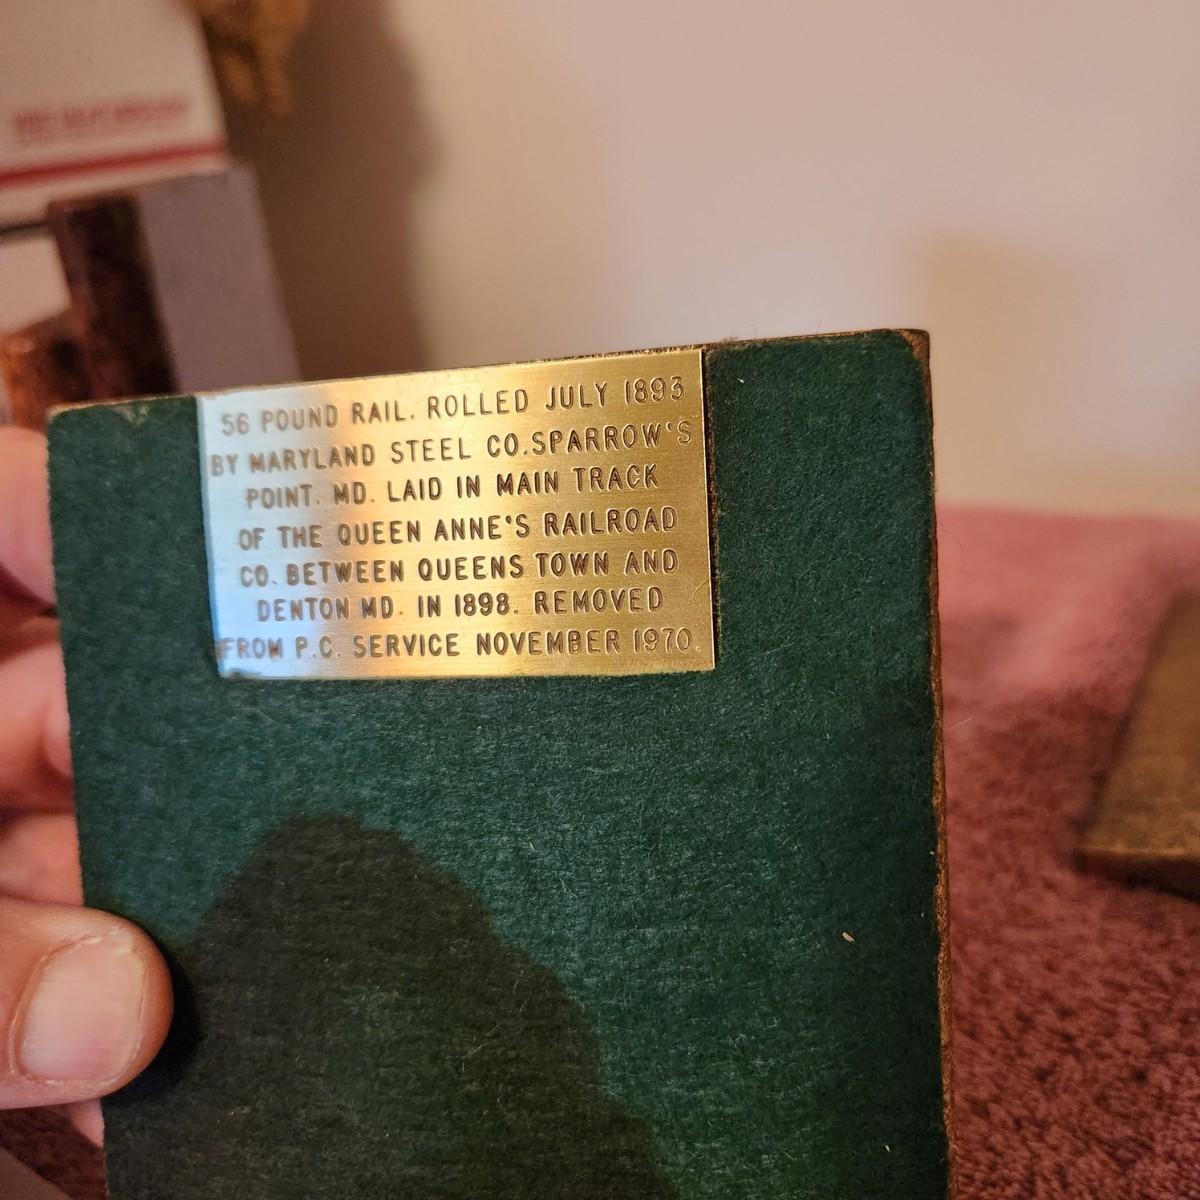 56 POUND RAIL. ROLLED JULY 1893
BY MARYLAND STEEL CO. SPARROW'S
POINT. MD. LAID IN MAIN TRACK
OF THE QUEEN ANNE'S RAILROAD
CO. BETWEEN QUEENS TOWN AND
DENTON MD. IN 1898. REMOVED
FROM P.C. SERVICE NOVEMBER 1970.